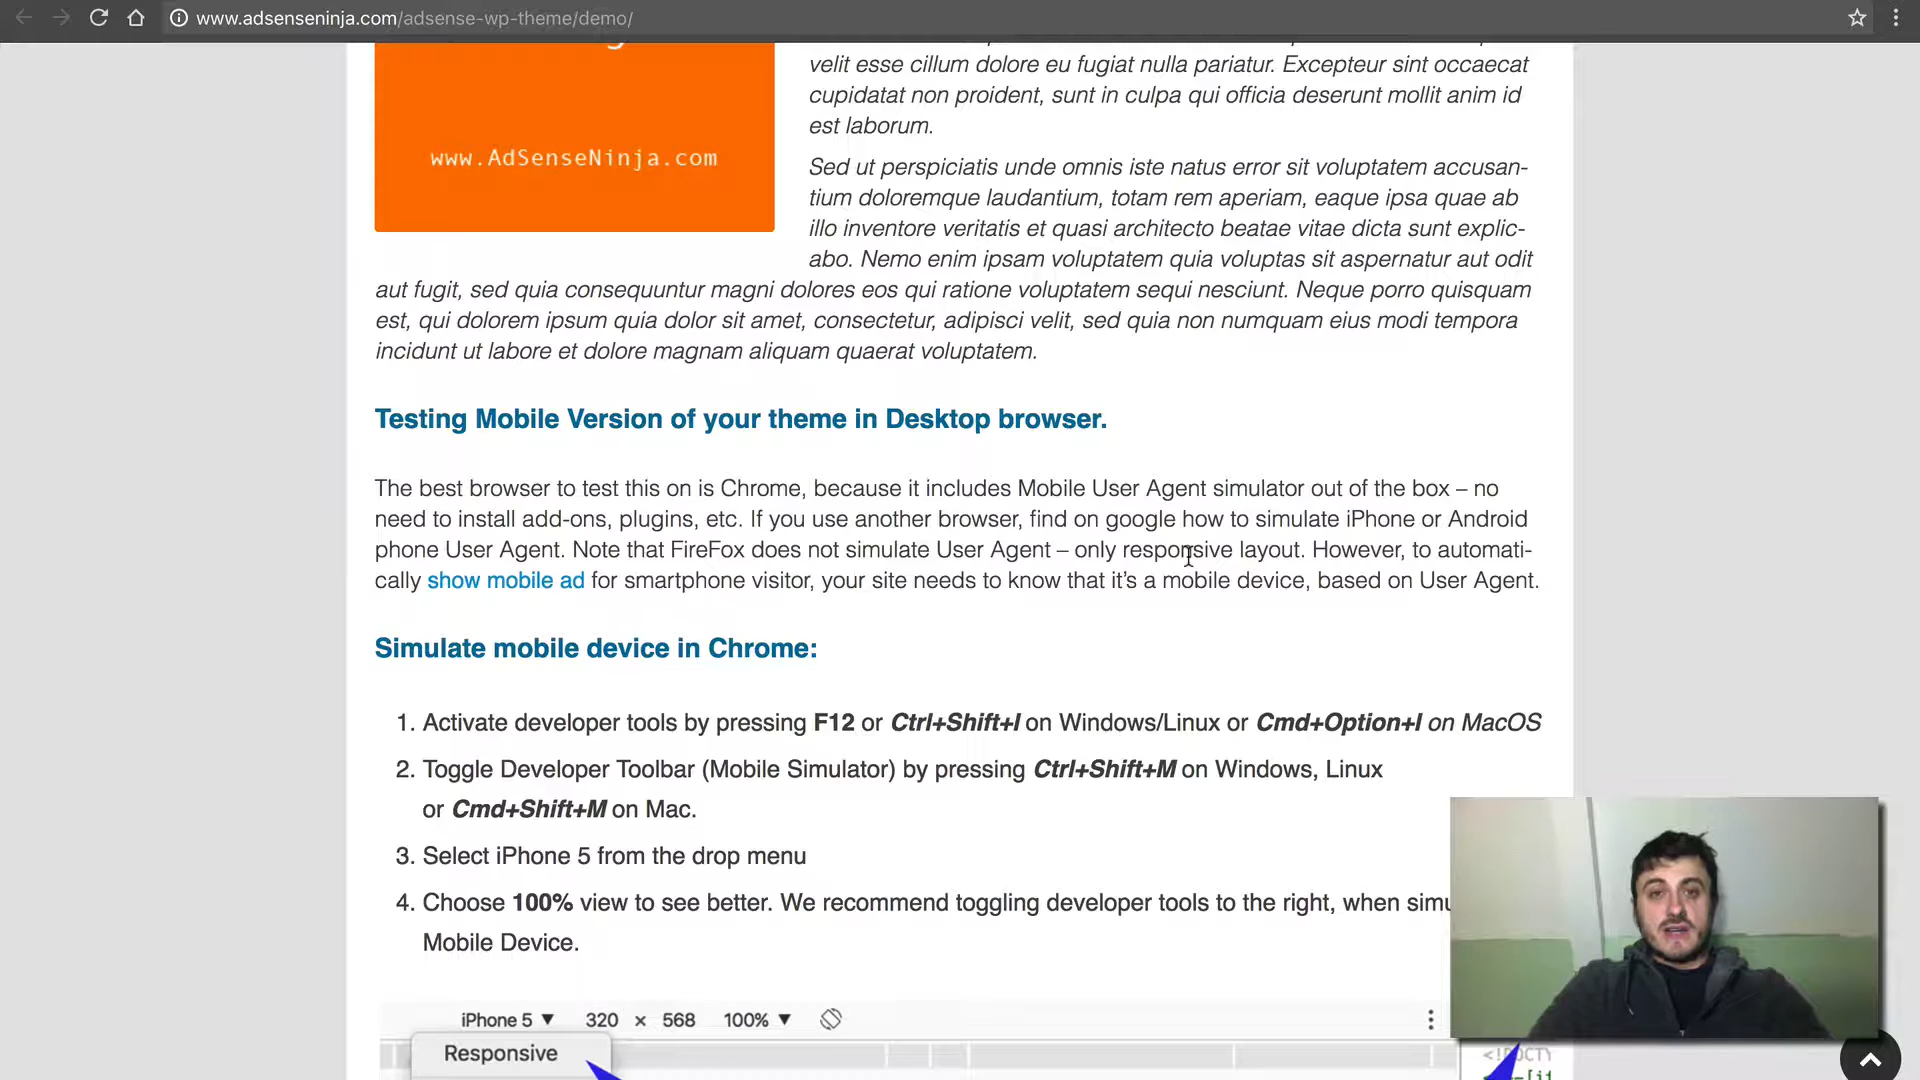 www.adsenseninja.com/adsense-wp-theme/demo/
velit esse cillum dolore eu fugiat nulla pariatur. Excepteur sint occaecat
cupidatat non proident, sunt in culpa qui officia deserunt mollit anim id
est laborum.
www.AdSenseNinja.com
Sed ut perspiciatis unde omnis iste natus error sit voluptatem accusan-
tium doloremque laudantium, totam rem aperiam, eaque ipsa quae ab
illo inventore veritatis et quasi architecto beatae vitae dicta sunt explic-
abo. Nemo enim ipsam voluptatem quia voluptas sit aspernatur aut odit
aut fugit, sed quia consequuntur magni dolores eos qui ratione voluptatem sequi nesciunt. Neque porro quisquam
est, qui dolorem ipsum quia dolor sit amet, consectetur, adipisci velit, sed quia non numquam eius modi tempora
incidunt ut labore et dolore magnam aliquam quaerat voluptatem.
Testing Mobile Version of your theme in Desktop browser.
The best browser to test this on is Chrome, because it includes Mobile User Agent simulator out of the box – no
need to install add-ons, plugins, etc. If you use another browser, find on google how to simulate iPhone or Android
phone User Agent. Note that FireFox does not simulate User Agent – only responsive layout. However, to automati-
cally show mobile ad for smartphone visitor, your site needs to know that it’s a mobile device, based on User Agent.
Simulate mobile device in Chrome:
1. Activate developer tools by pressing F12 or Ctrl+Shift+I on Windows/Linux or Cmd+Option+I on MacOS
2. Toggle Developer Toolbar (Mobile Simulator) by pressing Ctrl+Shift+M on Windows, Linux
or Cmd+Shift+M on Mac.
3. Select iPhone 5 from the drop menu
4. Choose 100% view to see better. We recommend toggling developer tools to the right, when simu
Mobile Device.
iPhone 5 ▼ 320 × 568 100% ▼
Responsive